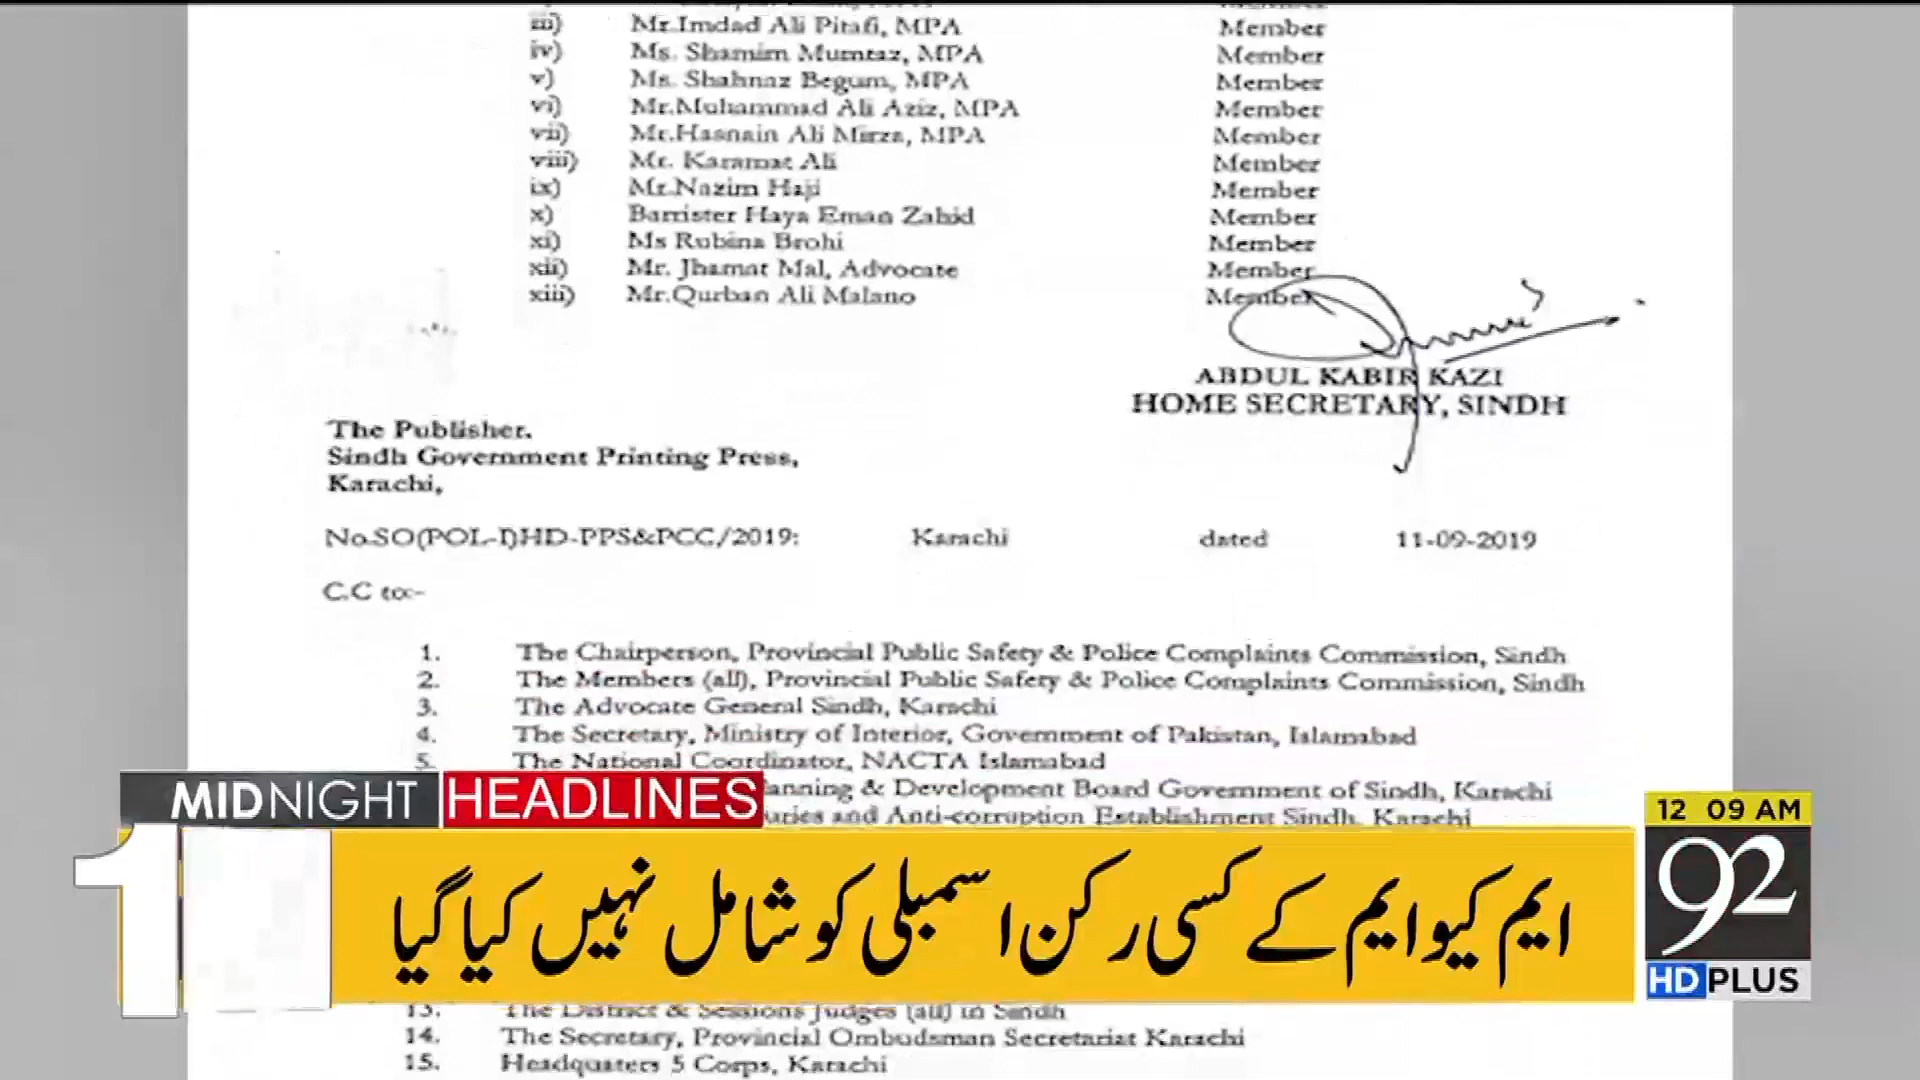 iii) Mr.Imdad Ali Pitafi, MPA Member
iv) Ms. Shamim Mumtaz, MPA Member
v) Ms. Shahnaz Begum, MPA Member
vi) Mr.Muhammad Ali Aziz, MPA Member
vii) Mr.Hasnain Ali Mirza, MPA Member
viii) Mr. Karamat Ali Member
ix) Mr.Nazim Haji Member
x) Barrister Haya Eman Zahid Member
xi) Ms Rubina Brohi Member
xii) Mr. Jhamat Mal, Advocate Member
xiii) Mr.Qurban Ali Malano Member
ABDUL KABIR KAZI
HOME SECRETARY, SINDH
The Publisher.
Sindh Government Printing Press,
Karachi,
No.SO(POL-I)HD-PPS&PCC/2019: Karachi dated 11-09-2019
C.C to:-
1. The Chairperson, Provincial Public Safety & Police Complaints Commission, Sindh
2. The Members (all), Provincial Public Safety & Police Complaints Commission, Sindh
3. The Advocate General Sindh, Karachi
4. The Secretary, Ministry of Interior, Government of Pakistan, Islamabad
5. The National Coordinator, NACTA Islamabad
anning & Development Board Government of Sindh, Karachi
uries and Anti-corruption Establishment Sindh, Karachi
MIDNIGHT HEADLINES
12 09 AM
1
ایم کیو ایم کے کسی رکن اسمبلی کو شامل نہیں کیا گیا
92
HD PLUS
13. The District & Sessions Judges (all) in Sindh
14. The Secretary, Provincial Ombudsman Secretariat Karachi
15. Headquarters 5 Corps, Karachi